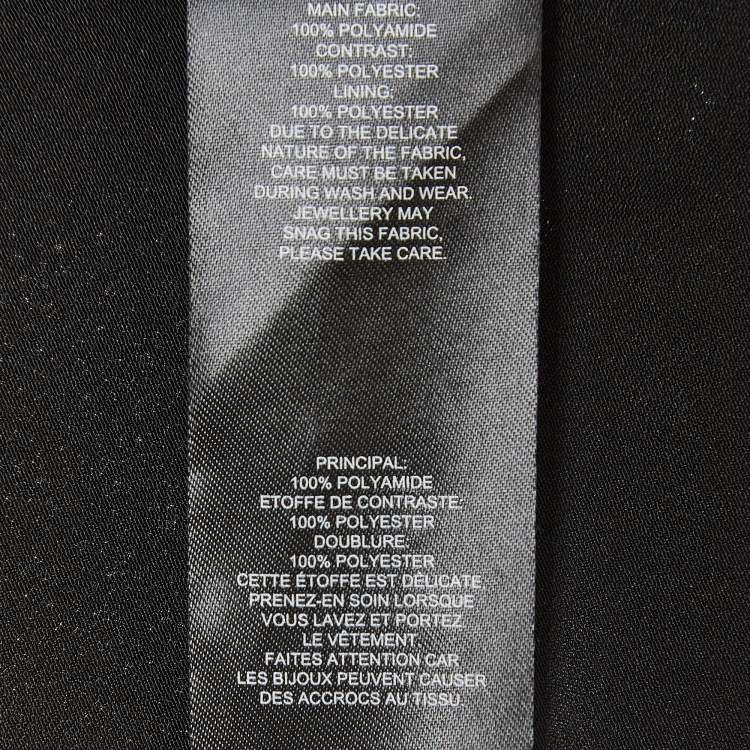 MAIN FABRIC:
100% POLYAMIDE
CONTRAST:
100% POLYESTER
LINING:
100% POLYESTER
DUE TO THE DELICATE
NATURE OF THE FABRIC,
CARE MUST BE TAKEN
DURING WASH AND WEAR.
JEWELLERY MAY
SNAG THIS FABRIC,
PLEASE TAKE CARE.
PRINCIPAL:
100% POLYAMIDE
ETOFFE DE CONTRASTE:
100% POLYESTER
DOUBLURE:
100% POLYESTER
CETTE ÉTOFFE EST DÉLICATE,
PRENEZ-EN SOIN LORSQUE
VOUS LAVEZ ET PORTEZ
LE VÊTEMENT.
FAITES ATTENTION CAR
LES BIJOUX PEUVENT CAUSER
DES ACCROCS AU TISSU.